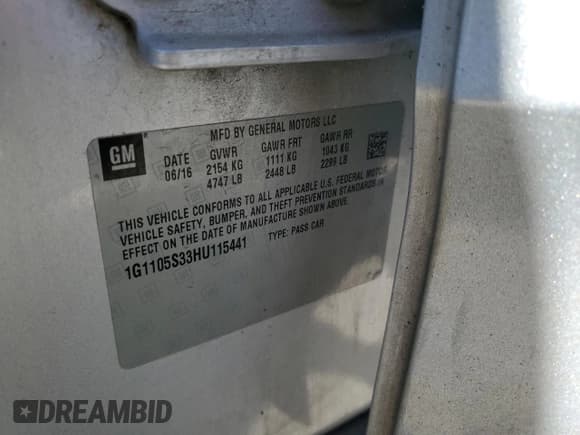 GM
MFD BY GENERAL MOTORS LLC
DATE GVWR GAWR FRT GAWR RR
06/16 2154 KG 1111 KG 1043 KG
4747 LB 2448 LB 2299 LB
THIS VEHICLE CONFORMS TO ALL APPLICABLE U.S. FEDERAL MOTOR
VEHICLE SAFETY, BUMPER, AND THEFT PREVENTION STANDARDS IN
EFFECT ON THE DATE OF MANUFACTURE SHOWN ABOVE.
1G1105S33HU115441 TYPE: PASS CAR
DREAMBID